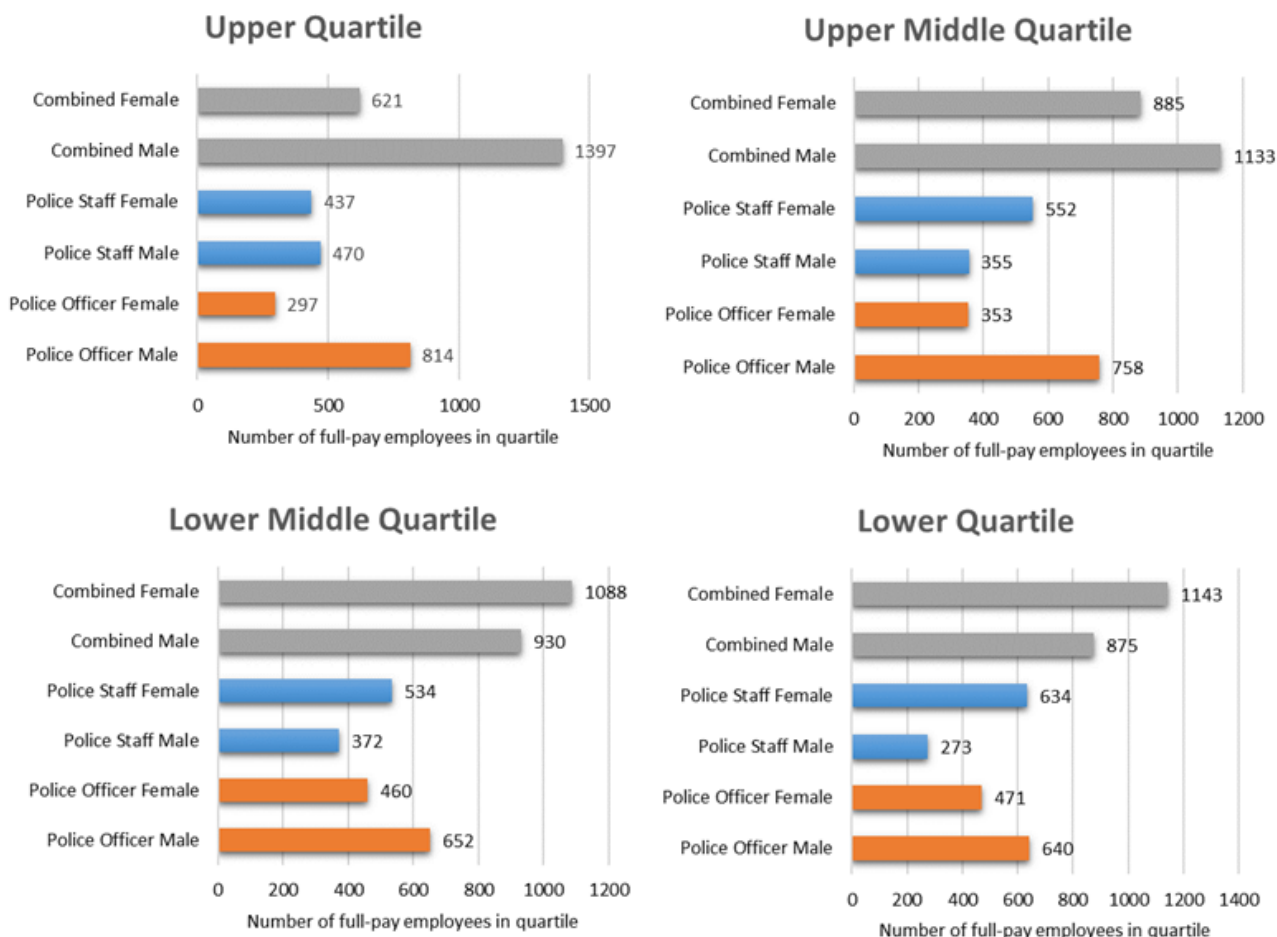 Upper Quartile
Combined Female
621
Combined Male
1397
Police Staff Female
437
Police Staff Male
470
Police Officer Female
297
Police Officer Male
814
0 500 1000 1500
Number of full-pay employees in quartile
Upper Middle Quartile
Combined Female
885
Combined Male
1133
Police Staff Female
552
Police Staff Male
355
Police Officer Female
353
Police Officer Male
758
0 200 400 600 800 1000 1200
Number of full-pay employees in quartile
Lower Middle Quartile
Combined Female
1088
Combined Male
930
Police Staff Female
534
Police Staff Male
372
Police Officer Female
460
Police Officer Male
652
0 200 400 600 800 1000 1200
Number of full-pay employees in quartile
Lower Quartile
Combined Female
1143
Combined Male
875
Police Staff Female
634
Police Staff Male
273
Police Officer Female
471
Police Officer Male
640
0 200 400 600 800 1000 1200 1400
Number of full-pay employees in quartile